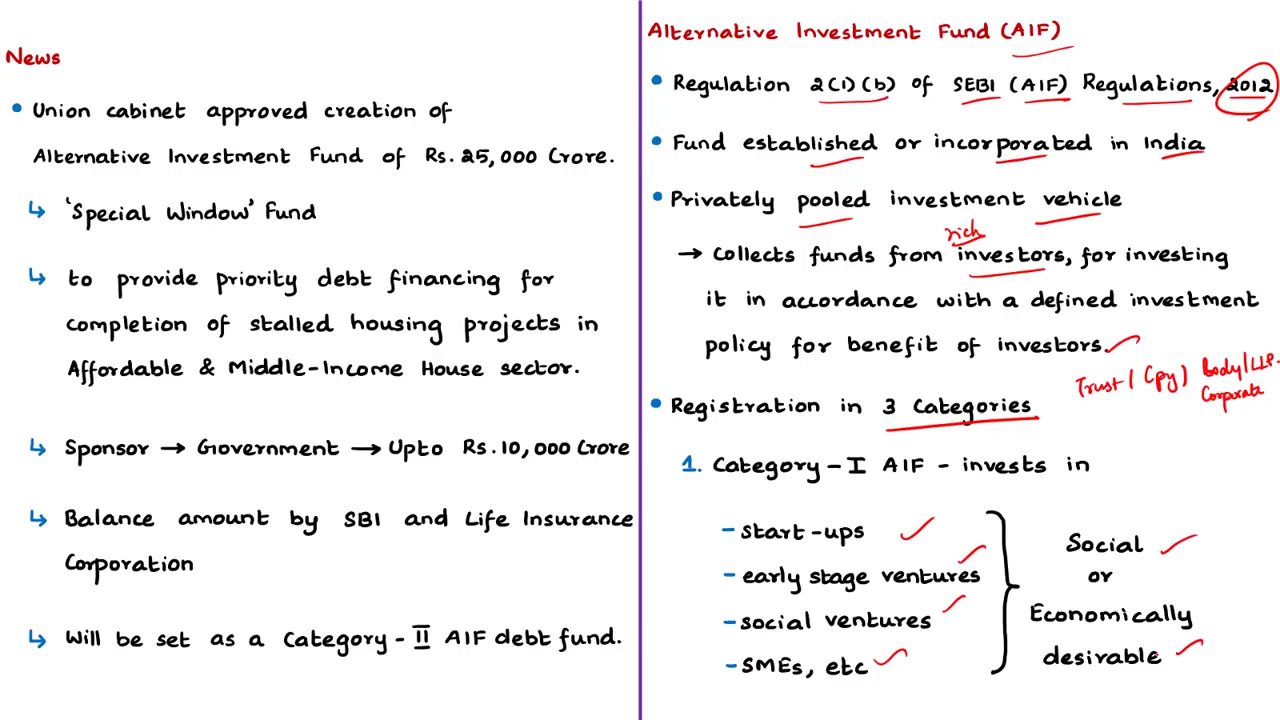 News
• Union cabinet approved creation of
Alternative Investment Fund of Rs. 25,000 Crore.
↳ 'Special Window' Fund
↳ to provide priority debt financing for
completion of stalled housing projects in
Affordable & Middle-Income House sector.
↳ Sponsor → Government → Upto Rs. 10,000 Crore
↳ Balance amount by SBI and Life Insurance
Corporation
↳ Will be set as a Category - II AIF debt fund.
Alternative Investment Fund (AIF)
• Regulation 2(1)(b) of SEBI (AIF) Regulations, 2012
• Fund established or incorporated in India
• Privately pooled investment vehicle
rich
→ Collects funds from investors, for investing
it in accordance with a defined investment
policy for benefit of investors.
Trust / Cpy) Body/LLP.
Corporate
• Registration in 3 Categories
1. Category - I AIF - invests in
- start-ups
- early stage ventures
- social ventures
- SMEs, etc
Social
or
Economically
desirable